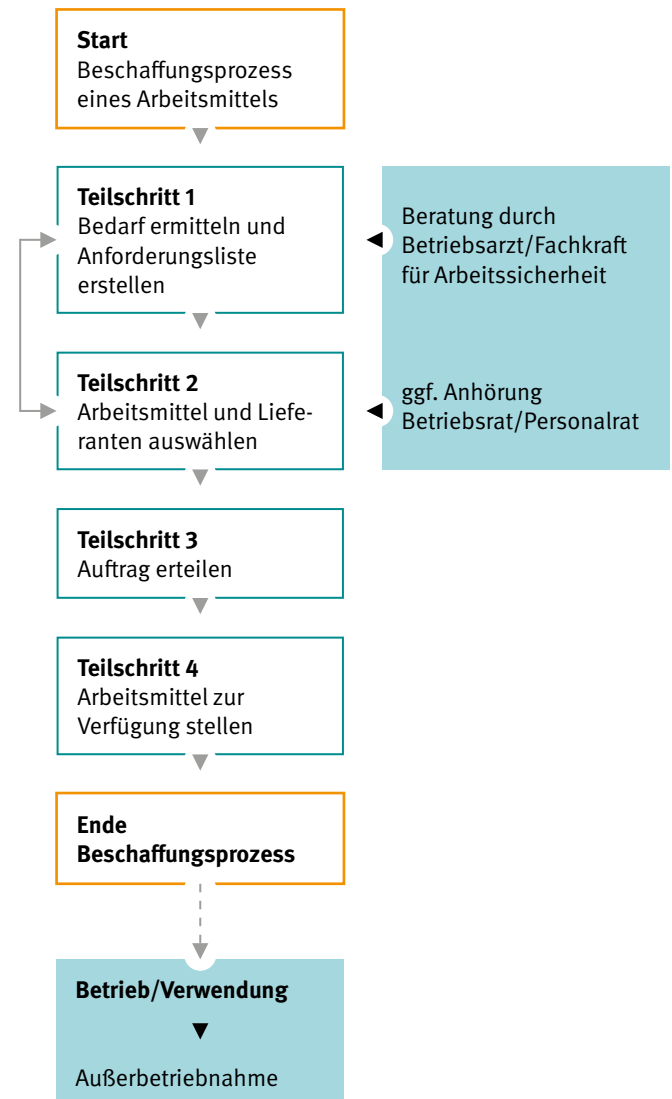 Start
Beschaffungsprozess
eines Arbeitsmittels
Teilschritt 1
Bedarf ermitteln und
Anforderungsliste
erstellen
Beratung durch
Betriebsarzt/Fachkraft
für Arbeitssicherheit
Teilschritt 2
Arbeitsmittel und Liefe-
ranten auswählen
ggf. Anhörung
Betriebsrat/Personalrat
Teilschritt 3
Auftrag erteilen
Teilschritt 4
Arbeitsmittel zur
Verfügung stellen
Ende
Beschaffungsprozess
Betrieb/Verwendung
Außerbetriebnahme